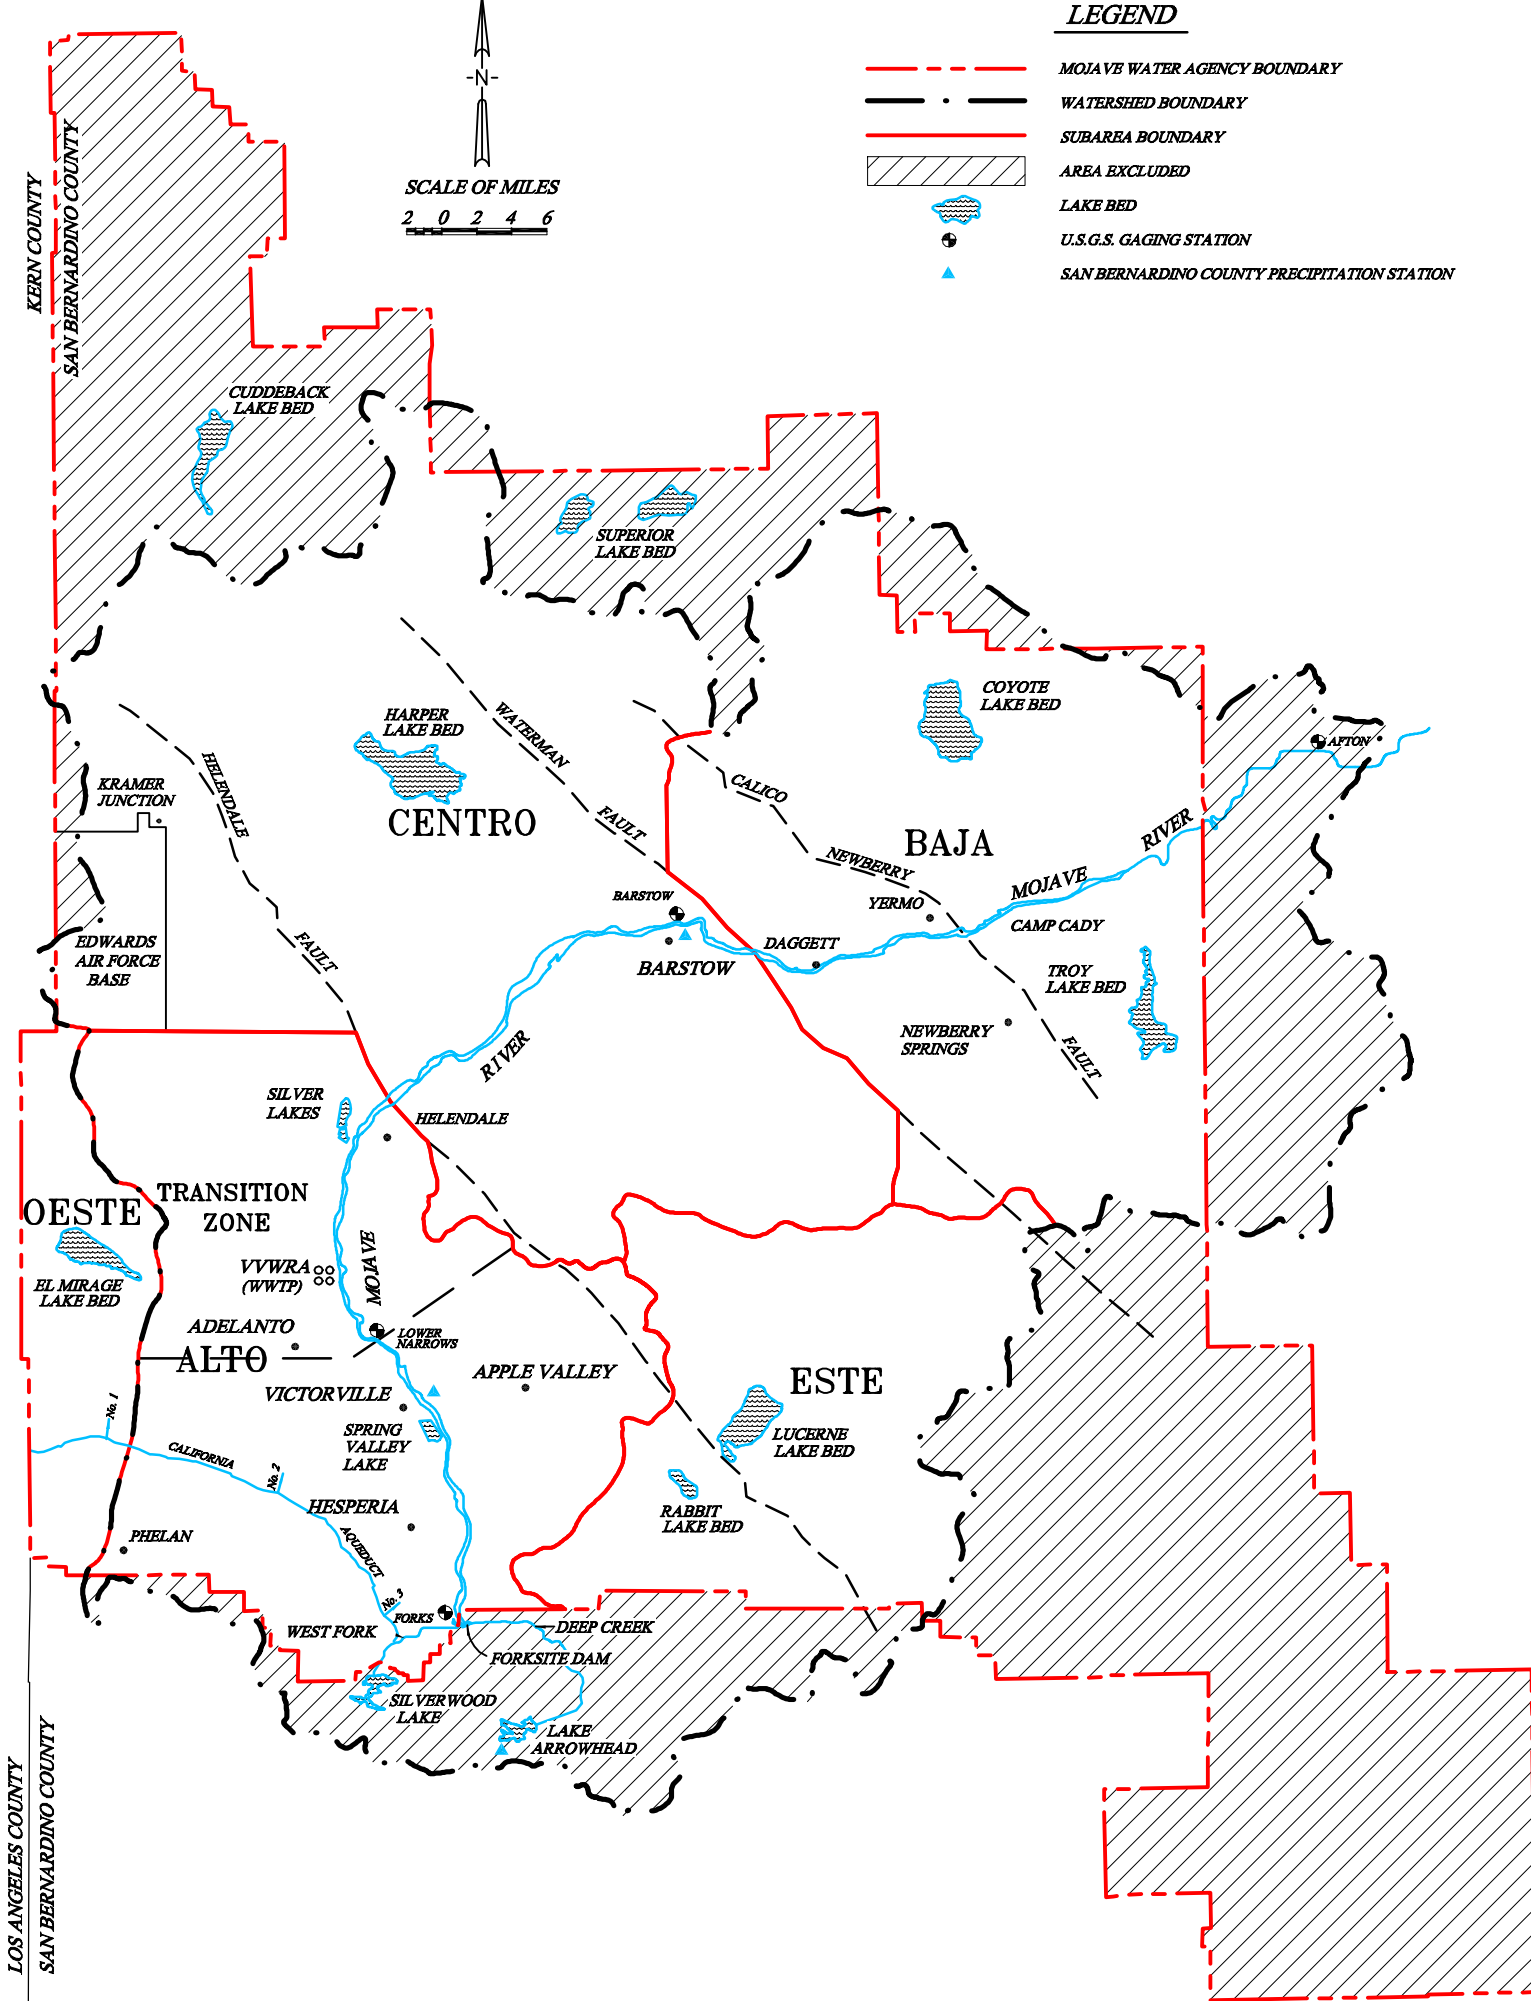 LEGEND
MOJAVE WATER AGENCY BOUNDARY
WATERSHED BOUNDARY
SUBAREA BOUNDARY
AREA EXCLUDED
LAKE BED
U.S.G.S. GAGING STATION
SAN BERNARDINO COUNTY PRECIPITATION STATION
-N-
SCALE OF MILES
2 0 2 4 6
KERN COUNTY
SAN BERNARDINO COUNTY
CUDDEBACK
LAKE BED
SUPERIOR
LAKE BED
COYOTE
LAKE BED
HARPER
LAKE BED
WATERMAN
FAULT
HELENDALE
FAULT
KRAMER
JUNCTION
CENTRO
CALICO
NEWBERRY
FAULT
BAJA
AFTON
MOJAVE
RIVER
BARSTOW
YERMO
CAMP CADY
EDWARDS
AIR FORCE
BASE
DAGGETT
BARSTOW
TROY
LAKE BED
NEWBERRY
SPRINGS
RIVER
SILVER
LAKES
HELENDALE
OESTE
TRANSITION
ZONE
MOJAVE
VVWRA
(WWTP)
EL MIRAGE
LAKE BED
ADELANTO
LOWER
NARROWS
ALTO
APPLE VALLEY
ESTE
VICTORVILLE
SPRING
VALLEY
LAKE
LUCERNE
LAKE BED
No. 1
CALIFORNIA
No. 2
HESPERIA
AQUEDUCT
RABBIT
LAKE BED
PHELAN
No. 3
FORKS
WEST FORK
DEEP CREEK
FORKSITE DAM
SILVERWOOD
LAKE
LAKE
ARROWHEAD
LOS ANGELES COUNTY
SAN BERNARDINO COUNTY